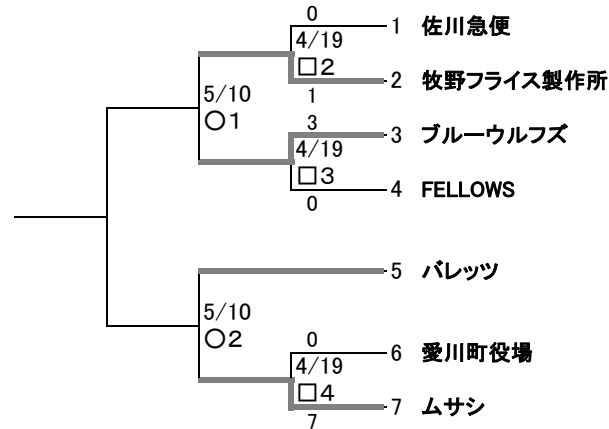 0
1 佐川急便
4/19
□2
2 牧野フライス製作所
1
5/10
○1
3
3 ブルーウルフズ
4/19
□3
4 FELLOWS
0
5 バレッツ
5/10
○2
0
6 愛川町役場
4/19
□4
7 ムサシ
7